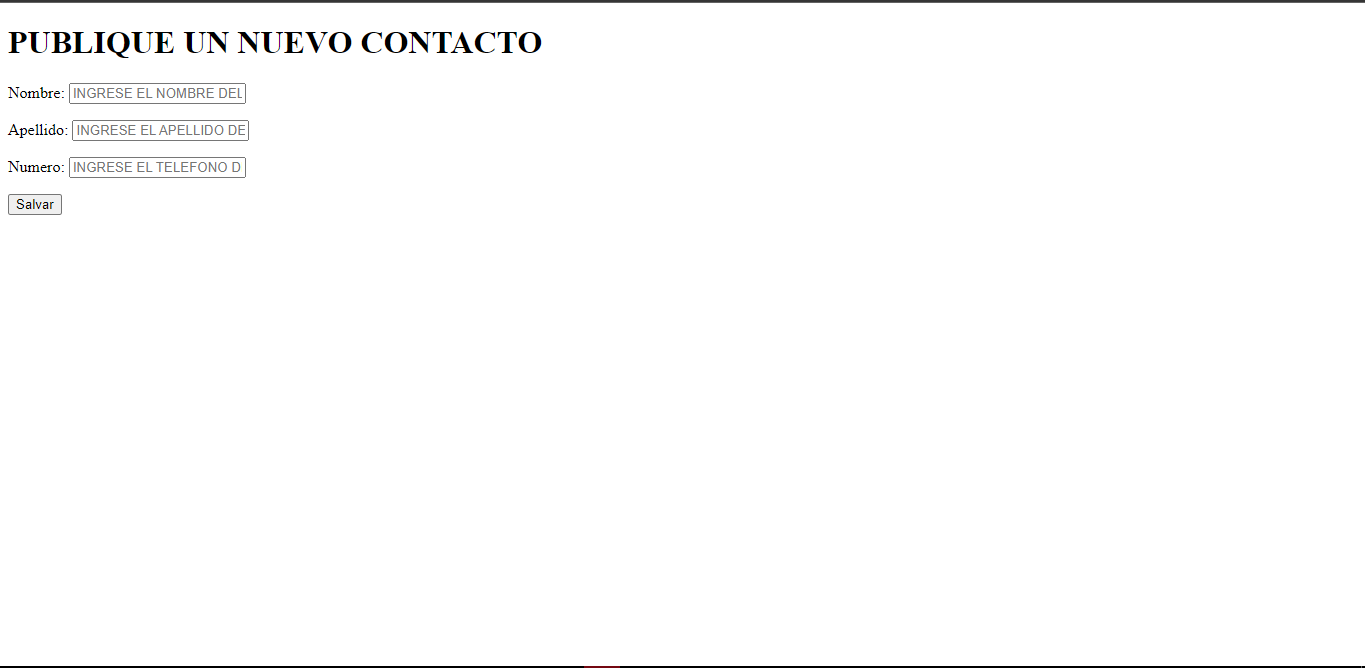 PUBLIQUE UN NUEVO CONTACTO
Nombre: INGRESE EL NOMBRE DEL
Apellido: INGRESE EL APELLIDO DE
Numero: INGRESE EL TELEFONO D
Salvar